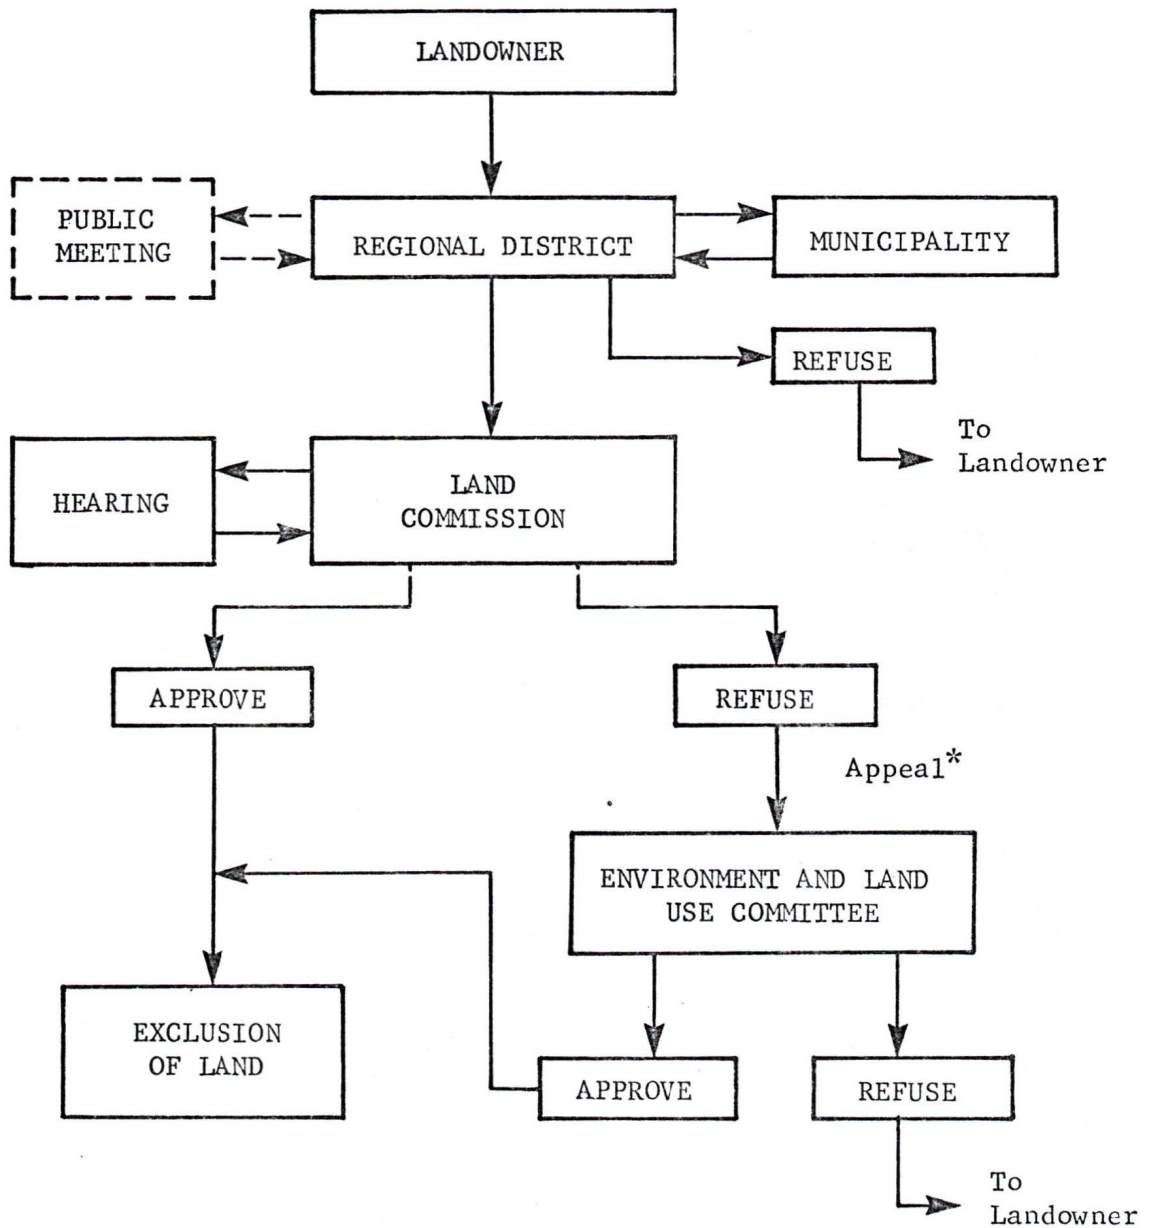 LANDOWNER
PUBLIC
MEETING
REGIONAL DISTRICT
MUNICIPALITY
REFUSE
To
Landowner
HEARING
LAND
COMMISSION
APPROVE
REFUSE
Appeal*
ENVIRONMENT AND LAND
USE COMMITTEE
EXCLUSION
OF LAND
APPROVE
REFUSE
To
Landowner